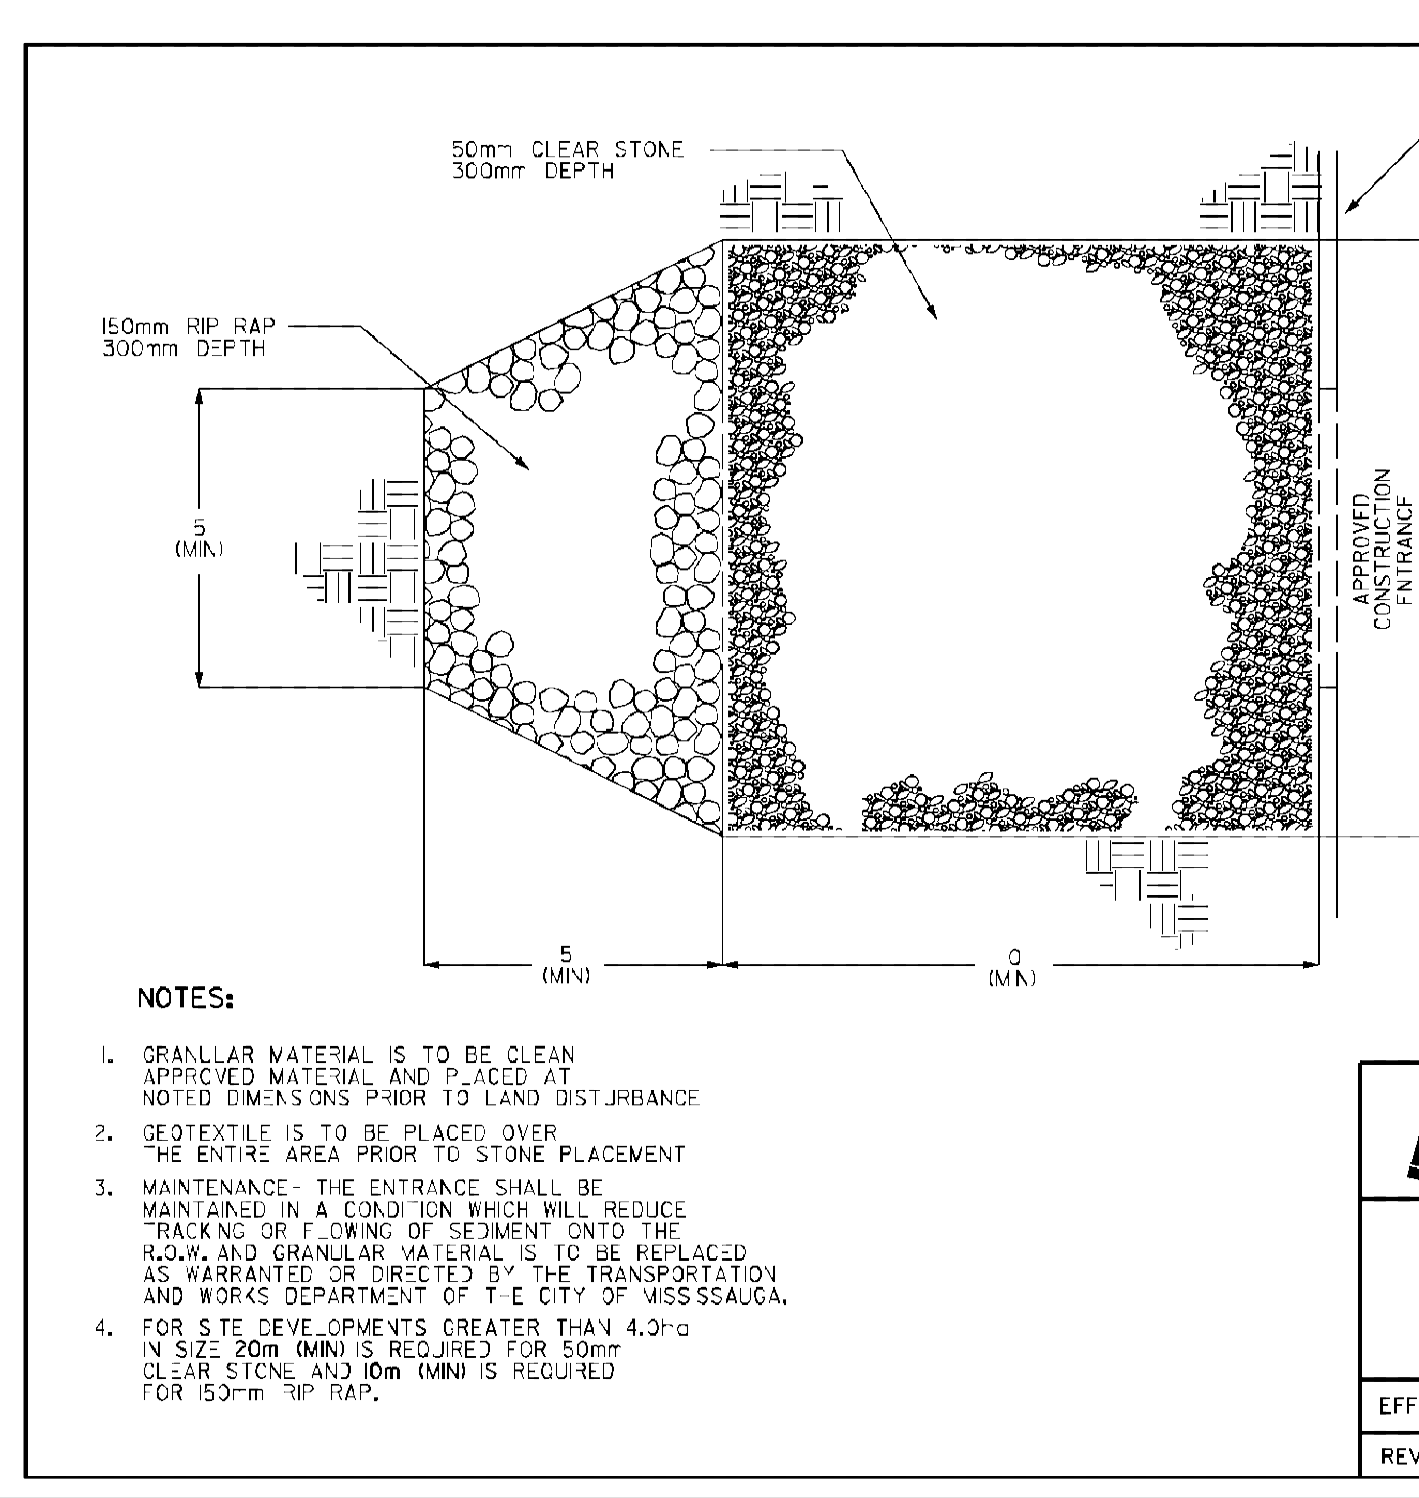 50mm CLEAR STONE
300mm DEPTH
150mm RIP RAP
300mm DEPTH
5
(MIN)
APPROVED
CONSTRUCTION
ENTRANCE
5
(MIN)
(MIN)
NOTES:
1. GRANULAR MATERIAL IS TO BE CLEAN
APPROVED MATERIAL AND PLACED AT
NOTED DIMENSIONS PRIOR TO LAND DISTURBANCE
2. GEOTEXTILE IS TO BE PLACED OVER
THE ENTIRE AREA PRIOR TO STONE PLACEMENT
3. MAINTENANCE- THE ENTRANCE SHALL BE
MAINTAINED IN A CONDITION WHICH WILL REDUCE
TRACKING OR FLOWING OF SEDIMENT ONTO THE
R.O.W. AND GRANULAR MATERIAL IS TO BE REPLACED
AS WARRANTED OR DIRECTED BY THE TRANSPORTATION
AND WORKS DEPARTMENT OF THE CITY OF MISSISSAUGA.
4. FOR SITE DEVELOPMENTS GREATER THAN 4.0ha
IN SIZE 20m (MIN) IS REQUIRED FOR 50mm
CLEAR STONE AND 10m (MIN) IS REQUIRED
FOR 150mm RIP RAP.
EFF
REV